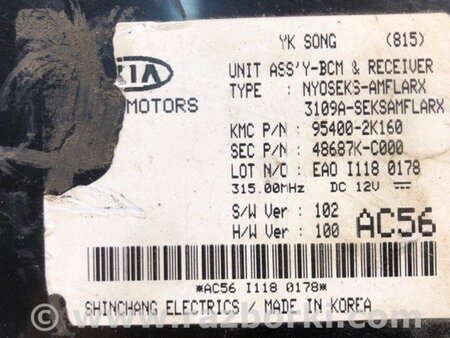 YK SONG (815)
KIA
MOTORS
UNIT ASS'Y-BCM & RECEIVER
TYPE : NYOSEKS-AMFLARX
3109A-SEKSAMFLARX
KMC P/N : 95400-2K160
SEC P/N : 48687K-C000
LOT N/C : EAO I118 0178
315.00MHz DC 12V
S/W Ver : 102
H/W Ver : 100
AC56
*AC56 I118 0178*
SHINCHANG ELECTRICS / MADE IN KOREA
www.razborki.com